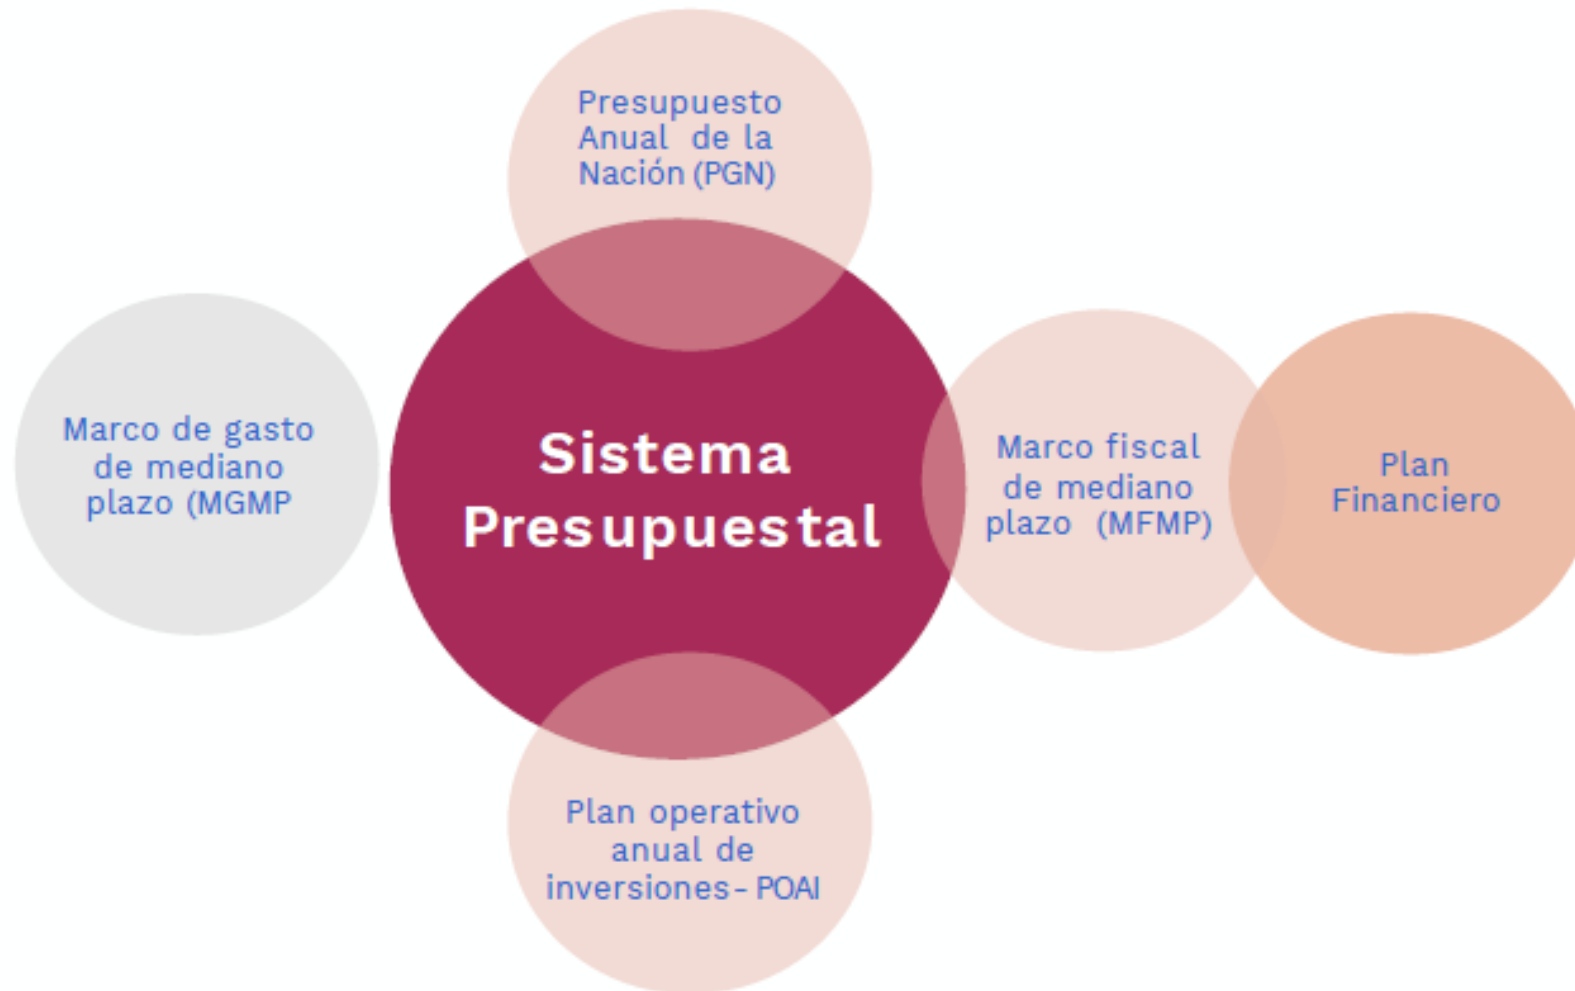 Presupuesto
Anual de la
Nación (PGN)
Marco de gasto
de mediano
plazo (MGMP
Sistema
Presupuestal
Marco fiscal
de mediano
plazo (MFMP)
Plan
Financiero
Plan operativo
anual de
inversiones- POAI